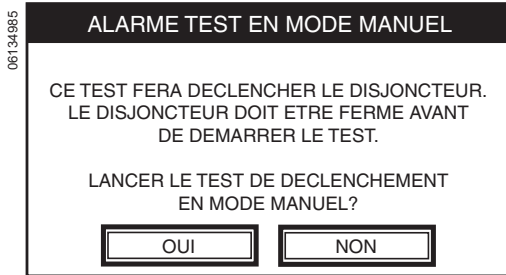 06134985
ALARME TEST EN MODE MANUEL
CE TEST FERA DECLENCHER LE DISJONCTEUR.
LE DISJONCTEUR DOIT ETRE FERME AVANT
DE DEMARRER LE TEST.
LANCER LE TEST DE DECLENCHEMENT
EN MODE MANUEL?
OUI
NON